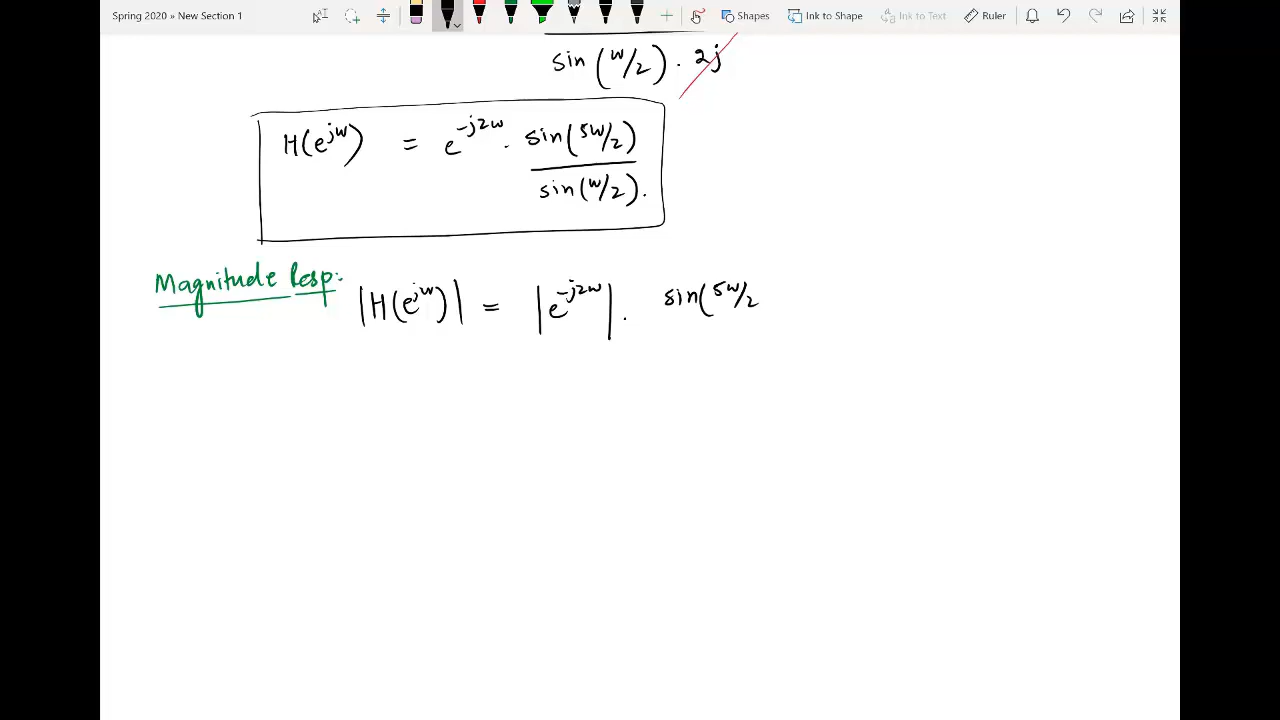 Spring 2020 » New Section 1
Shapes Ink to Shape Ink to Text Ruler
sin (w/2) . 2j
H(e^jw) = e^-j2w . sin(5w/2)
sin(w/2).
Magnitude Resp:
|H(e^jw)| = |e^-j2w| . sin(5w/2